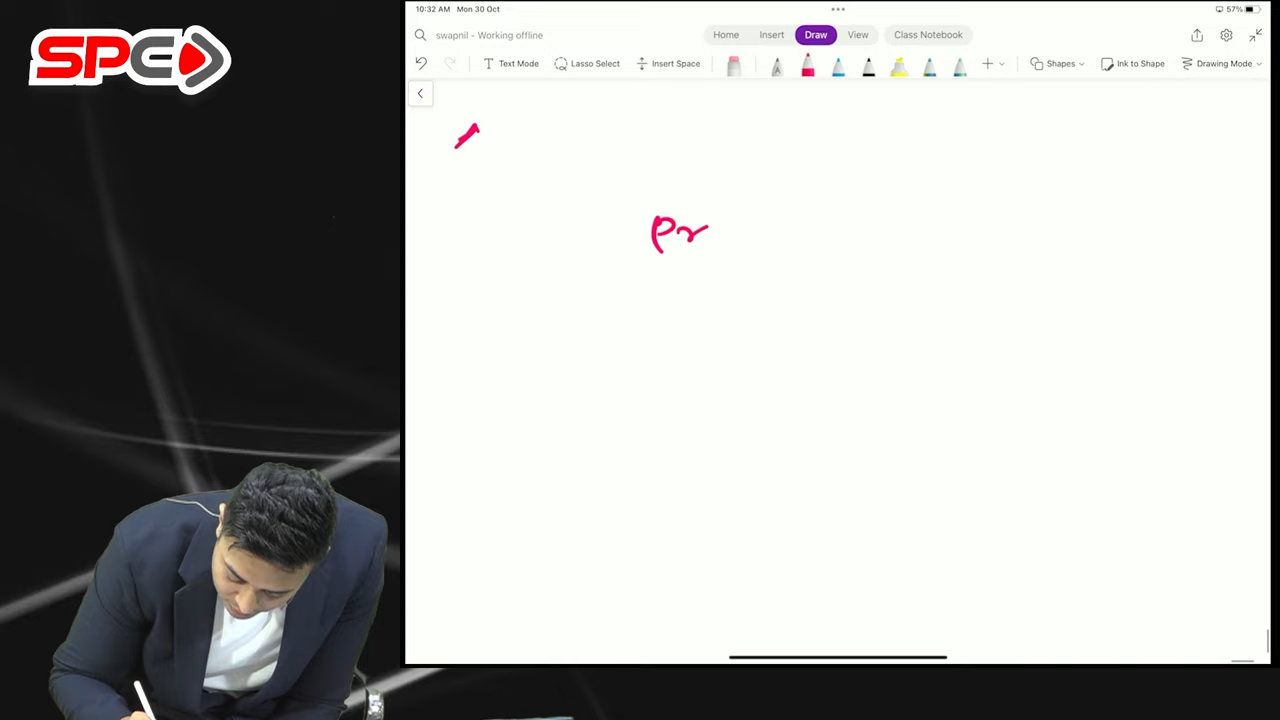 SPED
10:32 AM Mon 30 Oct
57%
swapnil - Working offline
Home Insert Draw View Class Notebook
Text Mode Lasso Select Insert Space Shapes Ink to Shape Drawing Mode
Pr